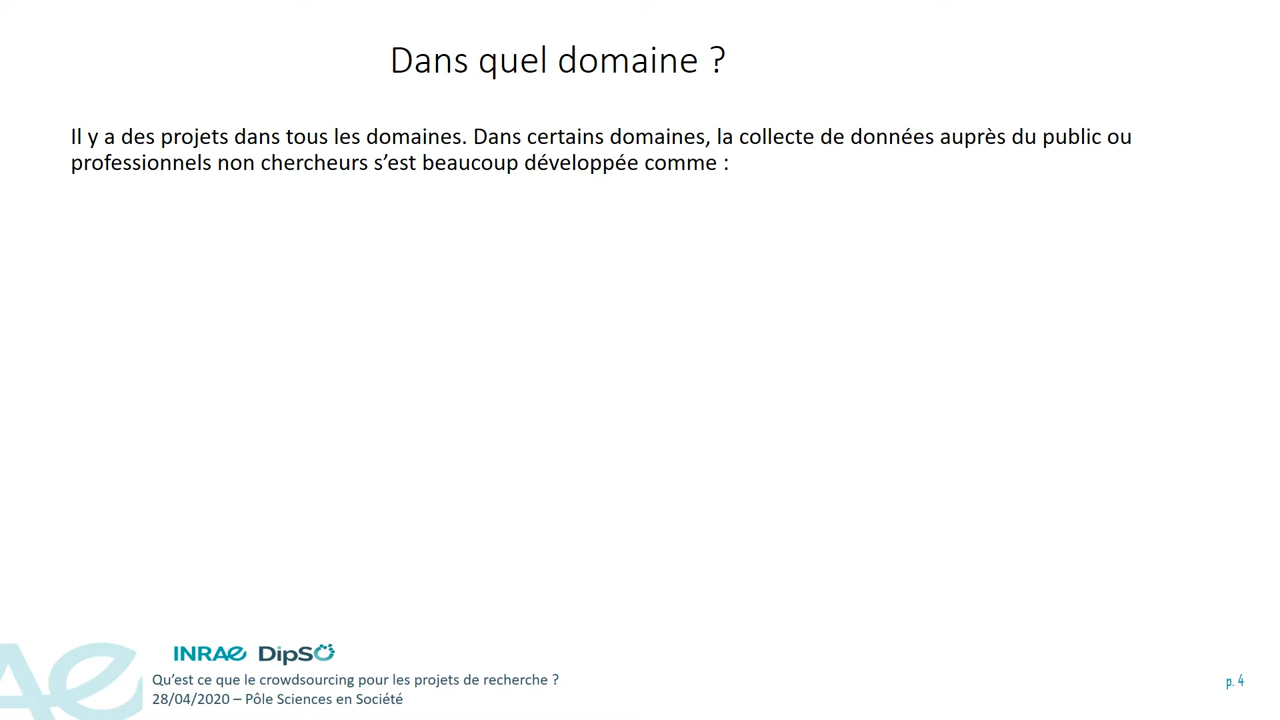 Dans quel domaine ?
Il y a des projets dans tous les domaines. Dans certains domaines, la collecte de données auprès du public ou
professionnels non chercheurs s’est beaucoup développée comme :
INRAE DipSO
Qu’est ce que le crowdsourcing pour les projets de recherche ?
28/04/2020 – Pôle Sciences en Société
p. 4